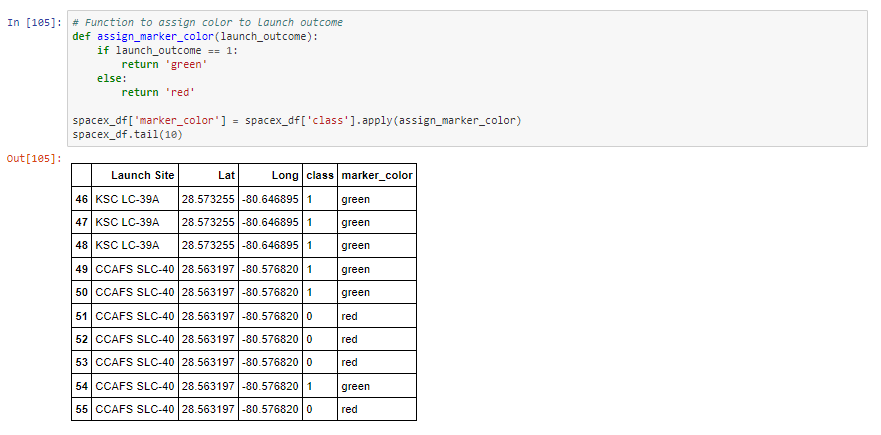 In [105]:
# Function to assign color to launch outcome
def assign_marker_color(launch_outcome):
    if launch_outcome == 1:
        return 'green'
    else:
        return 'red'

spacex_df['marker_color'] = spacex_df['class'].apply(assign_marker_color)
spacex_df.tail(10)
Out[105]:
Launch Site Lat Long class marker_color
46 KSC LC-39A 28.573255 -80.646895 1 green
47 KSC LC-39A 28.573255 -80.646895 1 green
48 KSC LC-39A 28.573255 -80.646895 1 green
49 CCAFS SLC-40 28.563197 -80.576820 1 green
50 CCAFS SLC-40 28.563197 -80.576820 1 green
51 CCAFS SLC-40 28.563197 -80.576820 0 red
52 CCAFS SLC-40 28.563197 -80.576820 0 red
53 CCAFS SLC-40 28.563197 -80.576820 0 red
54 CCAFS SLC-40 28.563197 -80.576820 1 green
55 CCAFS SLC-40 28.563197 -80.576820 0 red